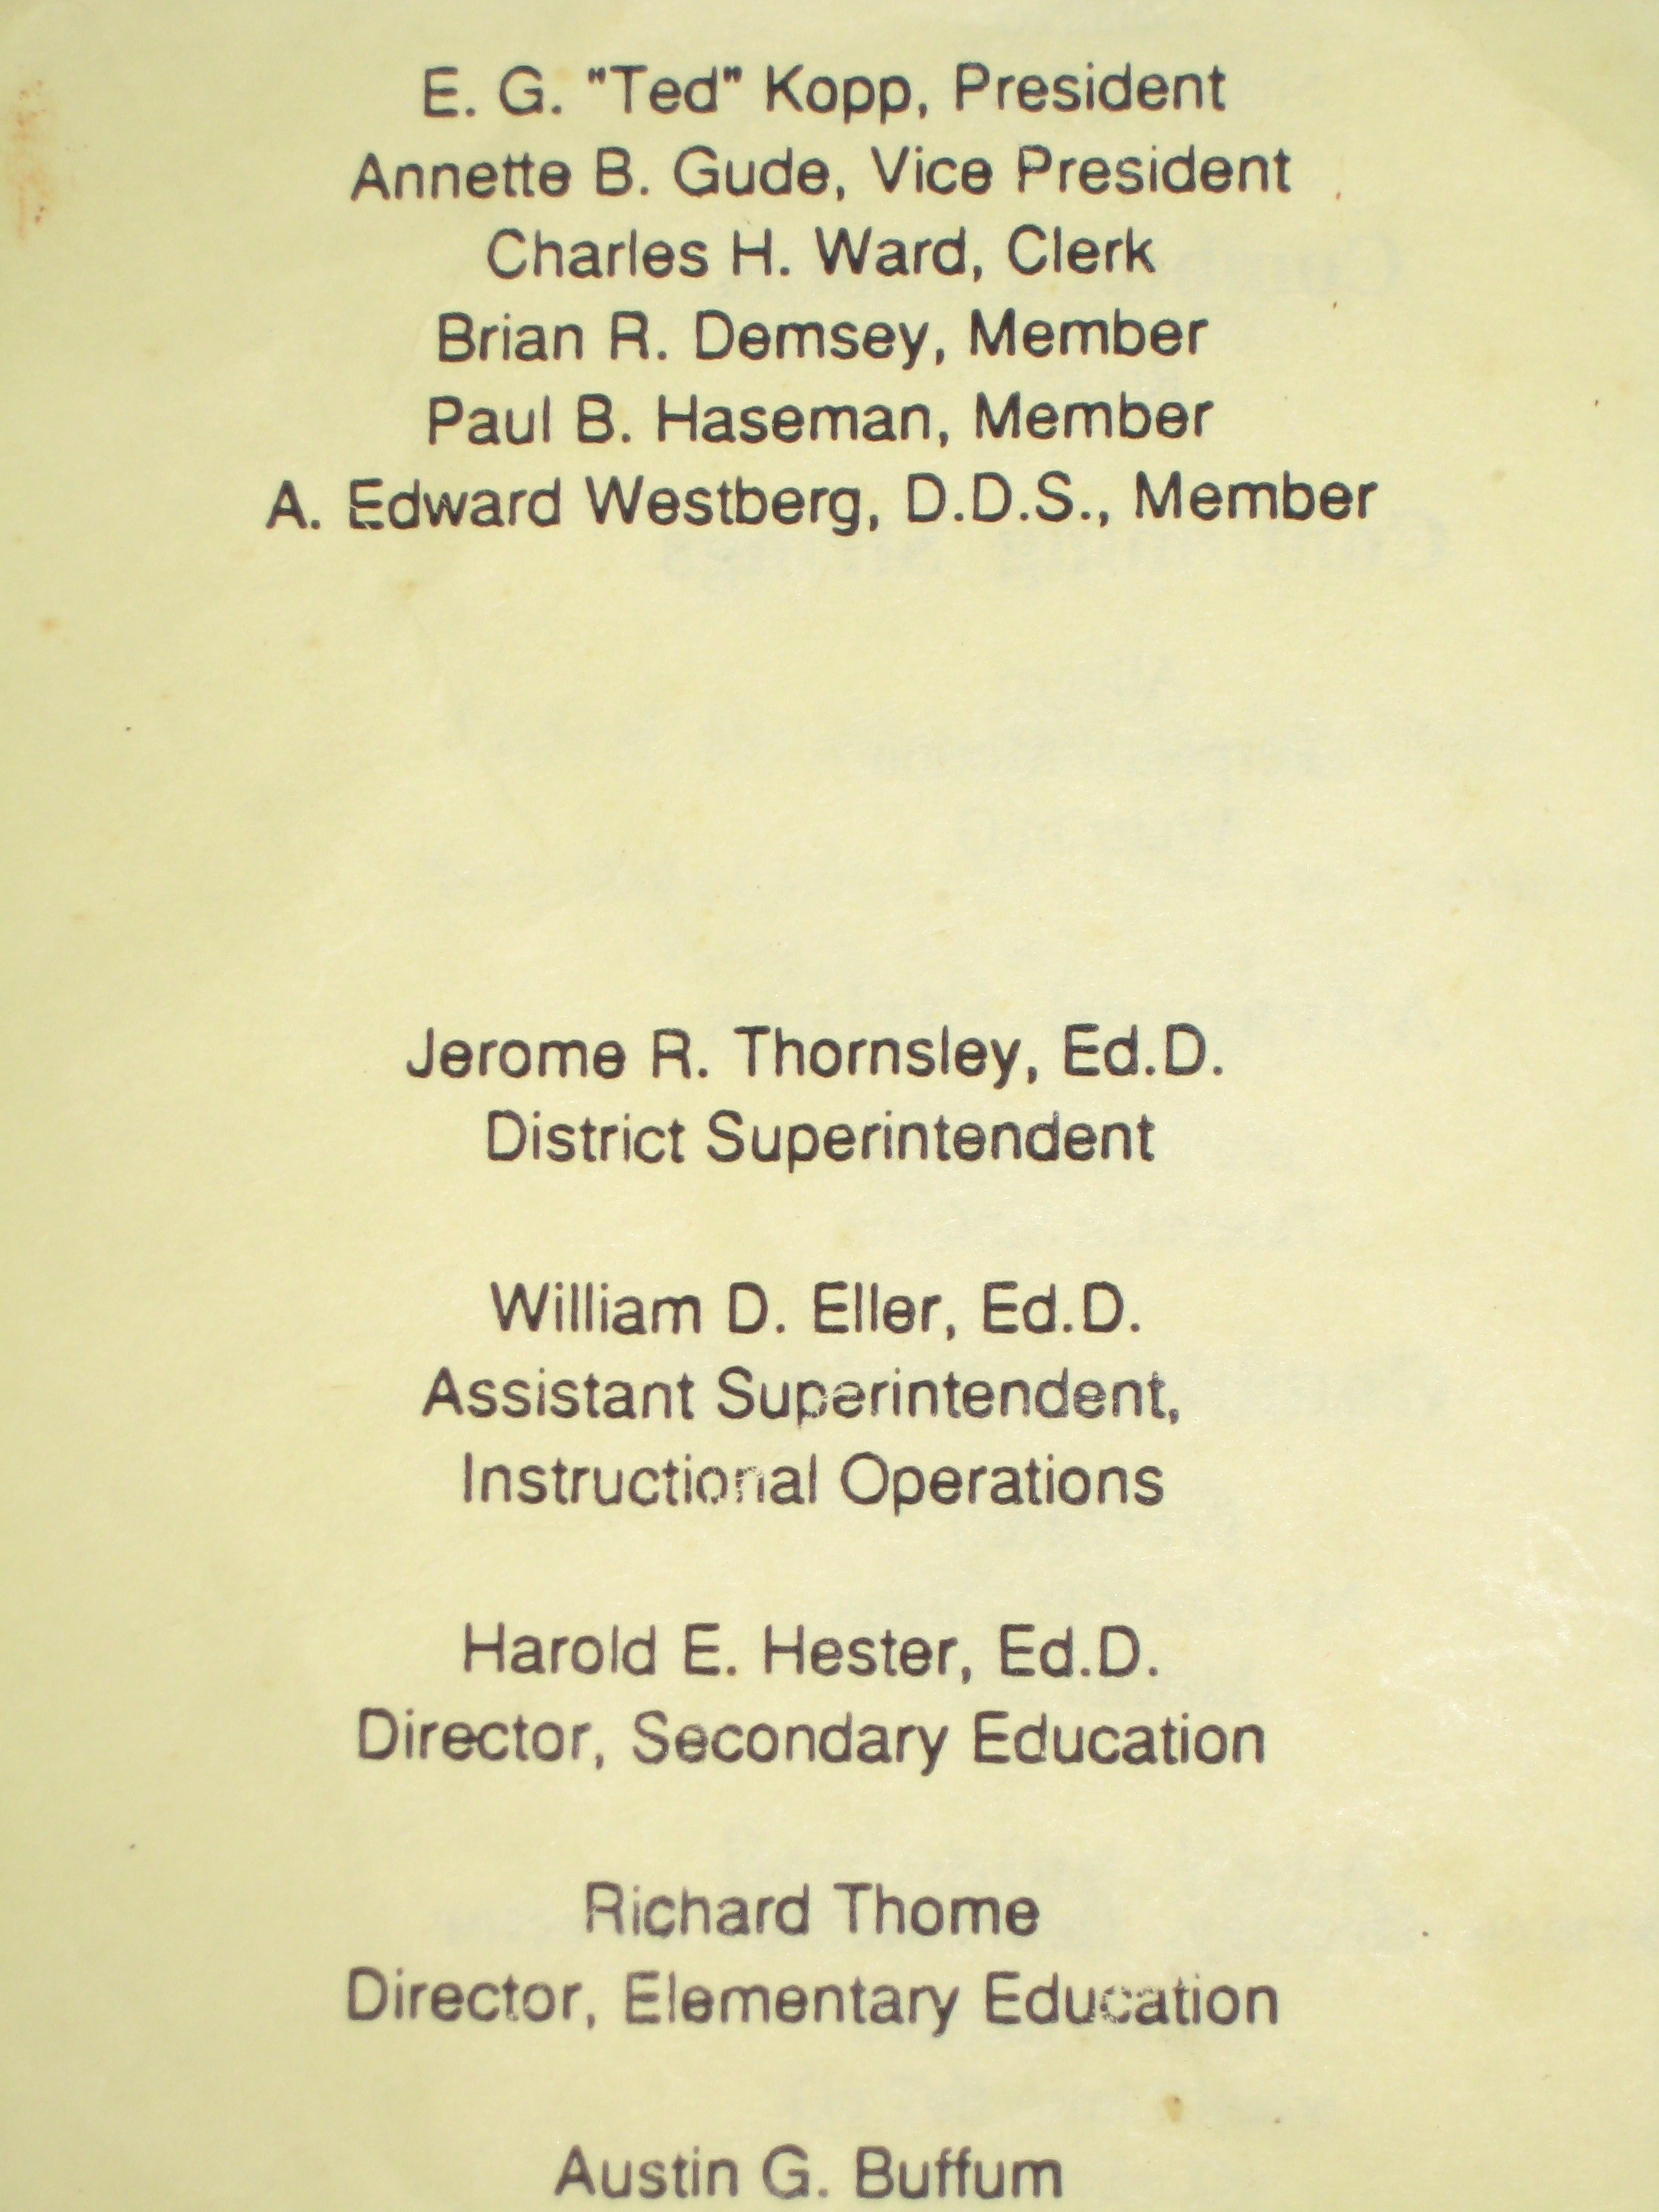 E. G. "Ted" Kopp, President
Annette B. Gude, Vice President
Charles H. Ward, Clerk
Brian R. Demsey, Member
Paul B. Haseman, Member
A. Edward Westberg, D.D.S., Member
Jerome R. Thornsley, Ed.D.
District Superintendent
William D. Eller, Ed.D.
Assistant Superintendent,
Instructional Operations
Harold E. Hester, Ed.D.
Director, Secondary Education
Richard Thome
Director, Elementary Education
Austin G. Buffum